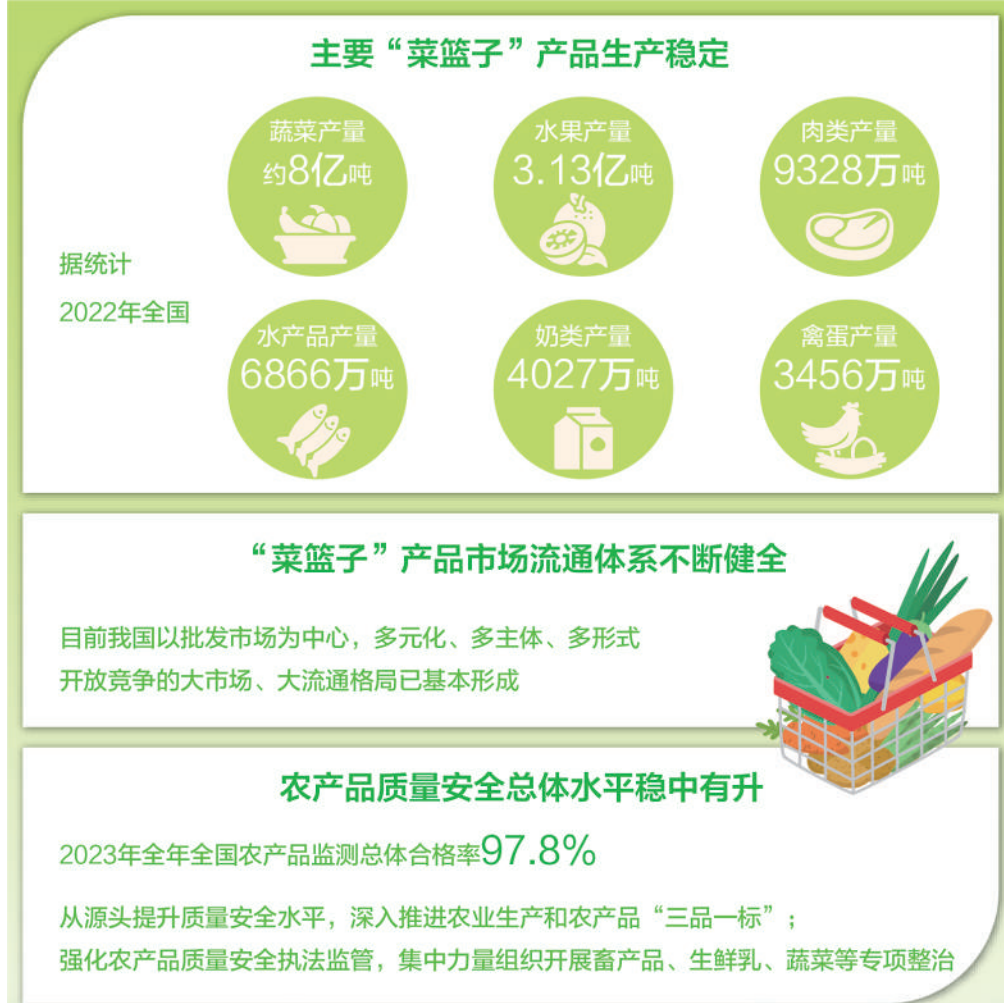 主要“菜篮子”产品生产稳定
据统计
2022年全国
蔬菜产量
约8亿吨
水果产量
3.13亿吨
肉类产量
9328万吨
水产品产量
6866万吨
奶类产量
4027万吨
禽蛋产量
3456万吨
“菜篮子”产品市场流通体系不断健全
目前我国以批发市场为中心，多元化、多主体、多形式
开放竞争的大市场、大流通格局已基本形成
农产品质量安全总体水平稳中有升
2023年全年全国农产品监测总体合格率97.8%
从源头提升质量安全水平，深入推进农业生产和农产品“三品一标”；
强化农产品质量安全执法监管，集中力量组织开展畜产品、生鲜乳、蔬菜等专项整治